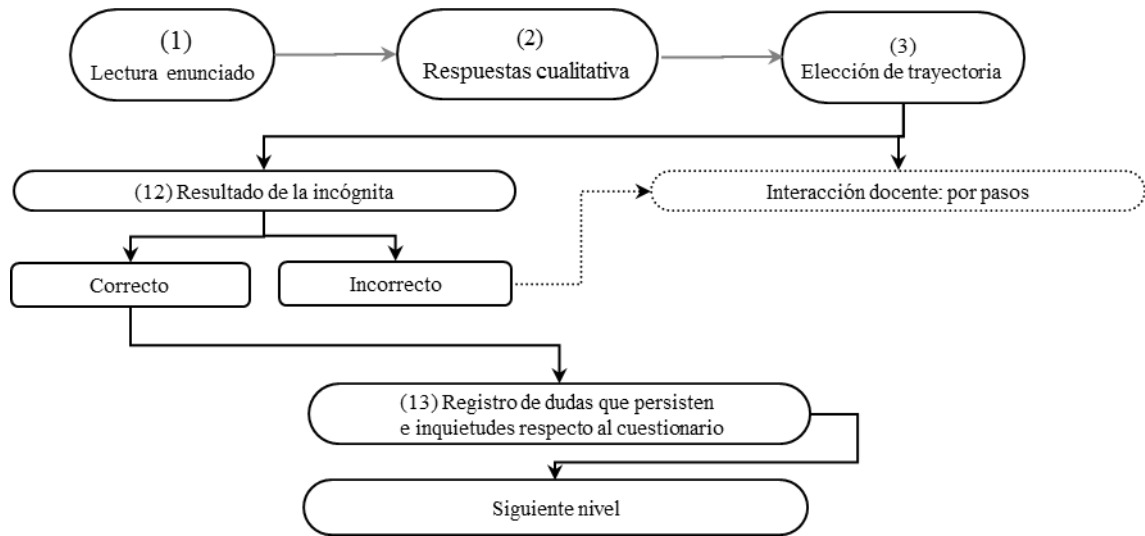 (1)
Lectura enunciado
(2)
Respuestas cualitativa
(3)
Elección de trayectoria
(12) Resultado de la incógnita
Interacción docente: por pasos
Correcto
Incorrecto
(13) Registro de dudas que persisten
e inquietudes respecto al cuestionario
Siguiente nivel